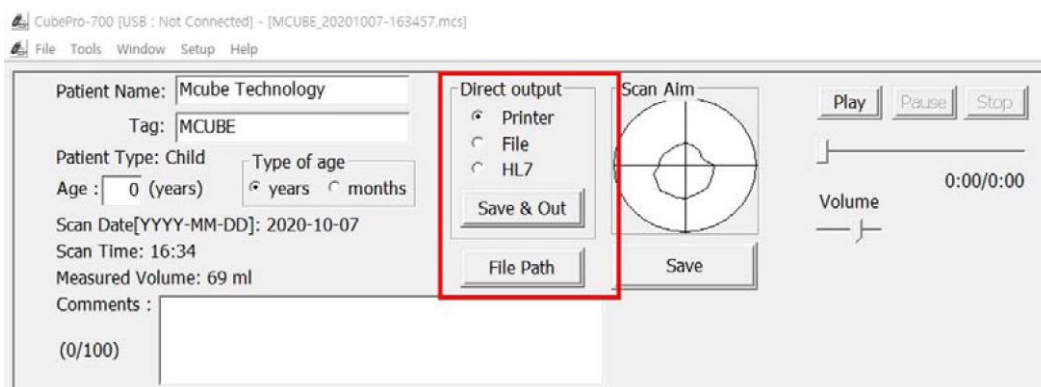 CubePro-700 [USB : Not Connected] - [MCUBE_20201007-163457.mcs]
File Tools Window Setup Help
Patient Name: Mcube Technology
Tag: MCUBE
Patient Type: Child
Type of age
Age : 0 (years)
years months
Scan Date[YYYY-MM-DD]: 2020-10-07
Scan Time: 16:34
Measured Volume: 69 ml
Comments :
(0/100)
Direct output
Printer
File
HL7
Save & Out
File Path
Scan Aim
Save
Play Pause Stop
0:00/0:00
Volume